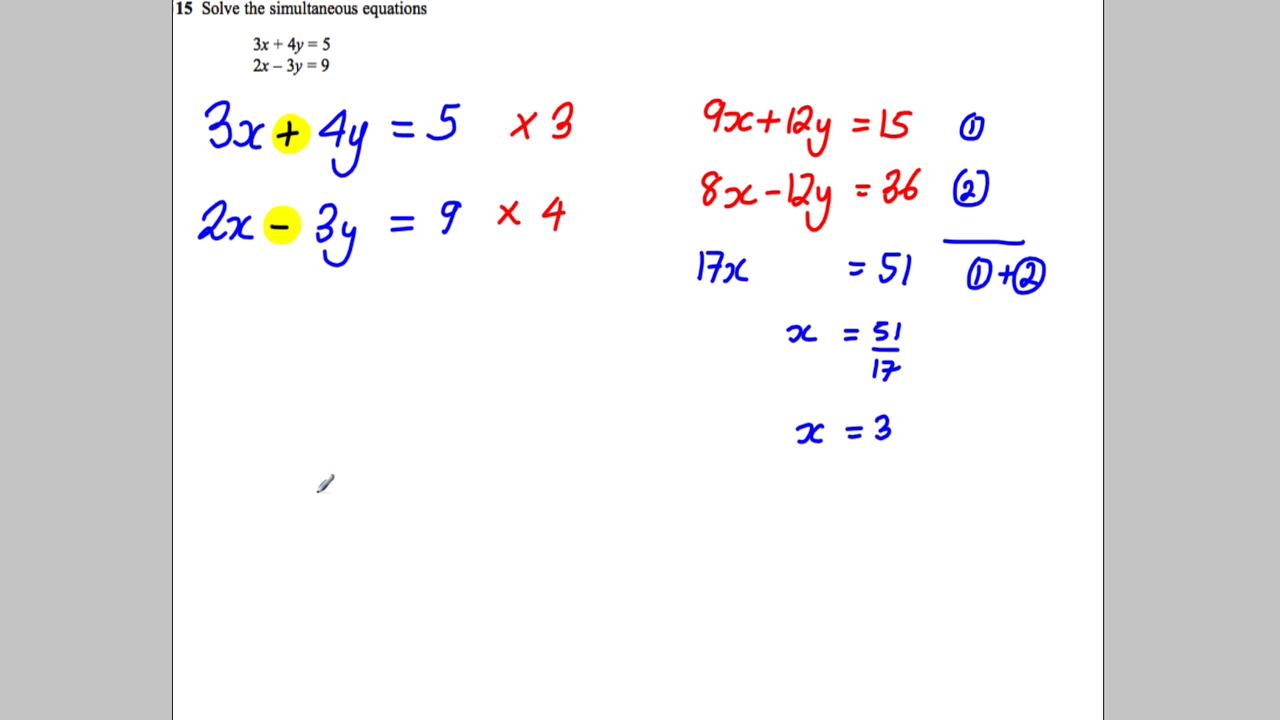 15 Solve the simultaneous equations
3x + 4y = 5
2x – 3y = 9
3x + 4y = 5 × 3
2x – 3y = 9 × 4
9x + 12y = 15 ①
8x – 12y = 36 ②
17x = 51 ① + ②
x = 51/17
x = 3